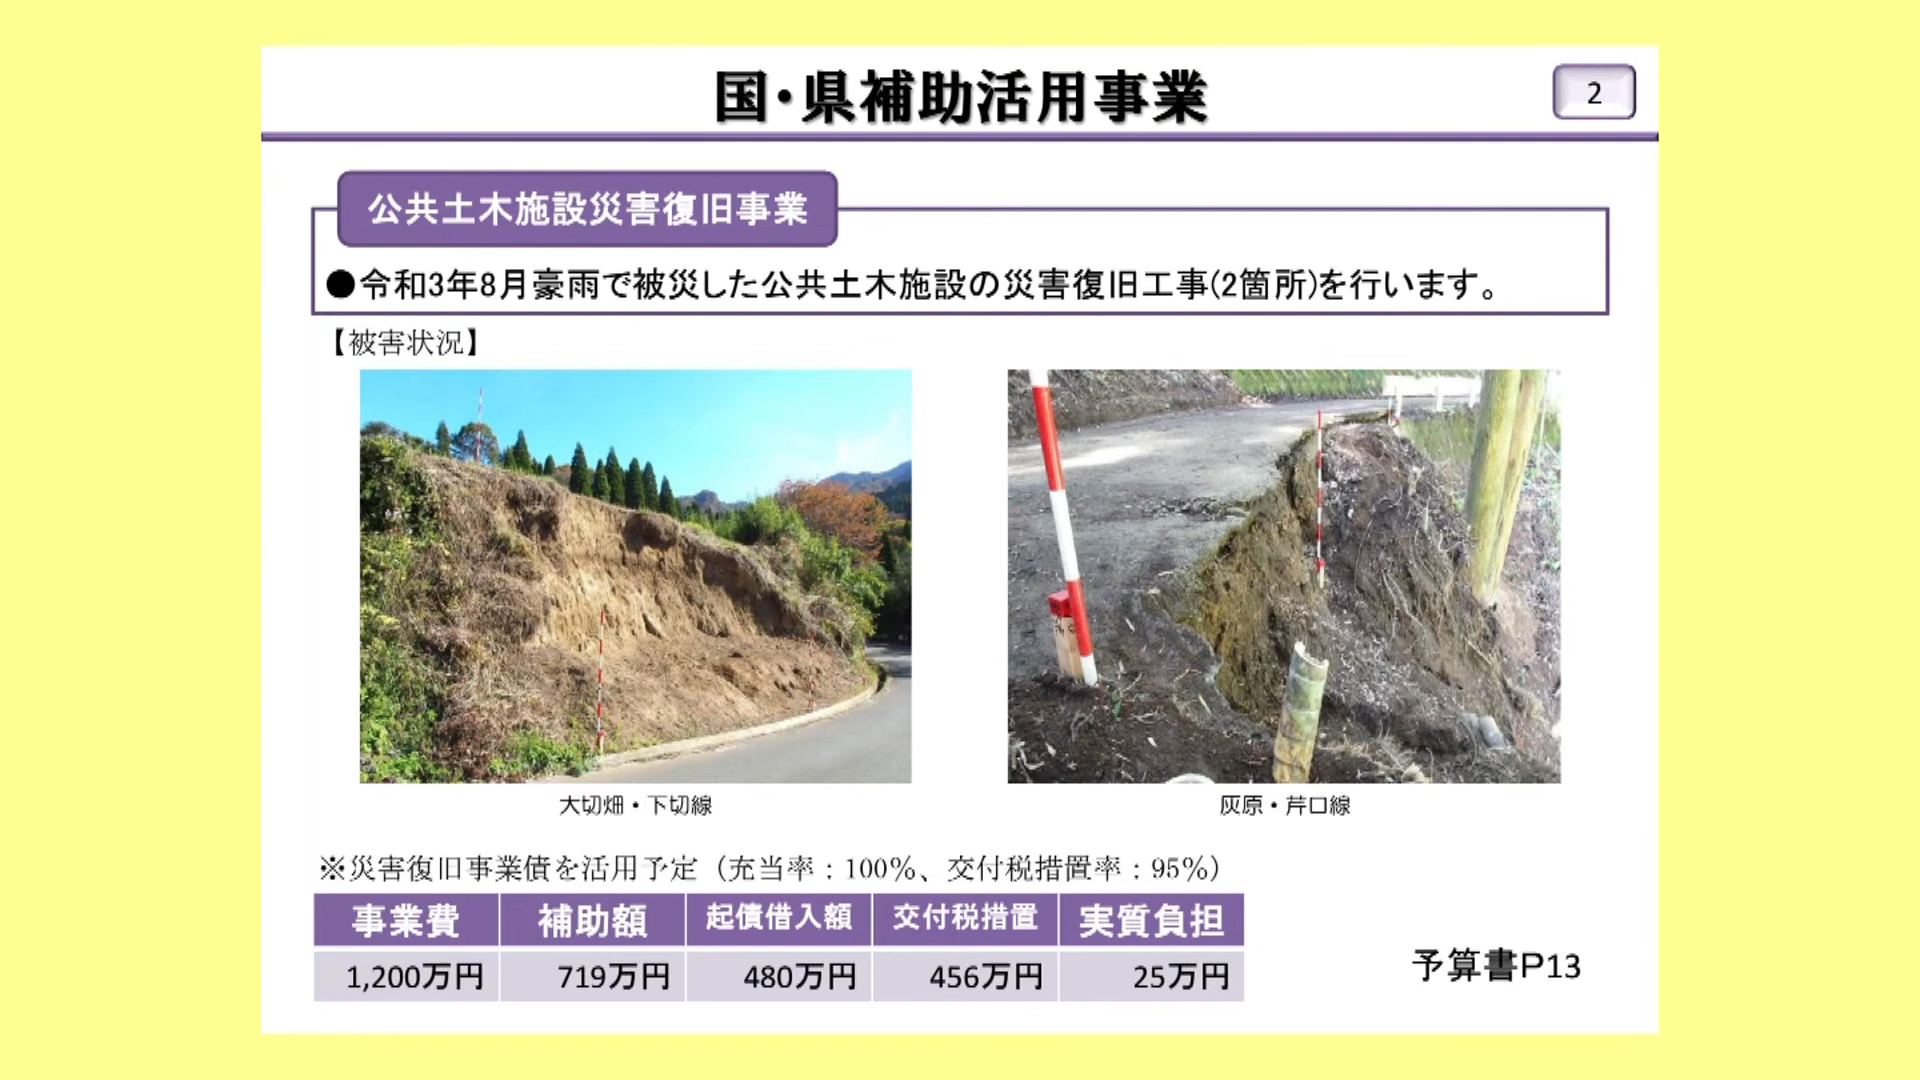 国・県補助活用事業
2
公共土木施設災害復旧事業
●令和3年8月豪雨で被災した公共土木施設の災害復旧工事(2箇所)を行います。
【被害状況】
大切畑・下切線
灰原・芹口線
※災害復旧事業債を活用予定（充当率：100%、交付税措置率：95%）
事業費 補助額 起債借入額 交付税措置 実質負担
1,200万円 719万円 480万円 456万円 25万円
予算書P13